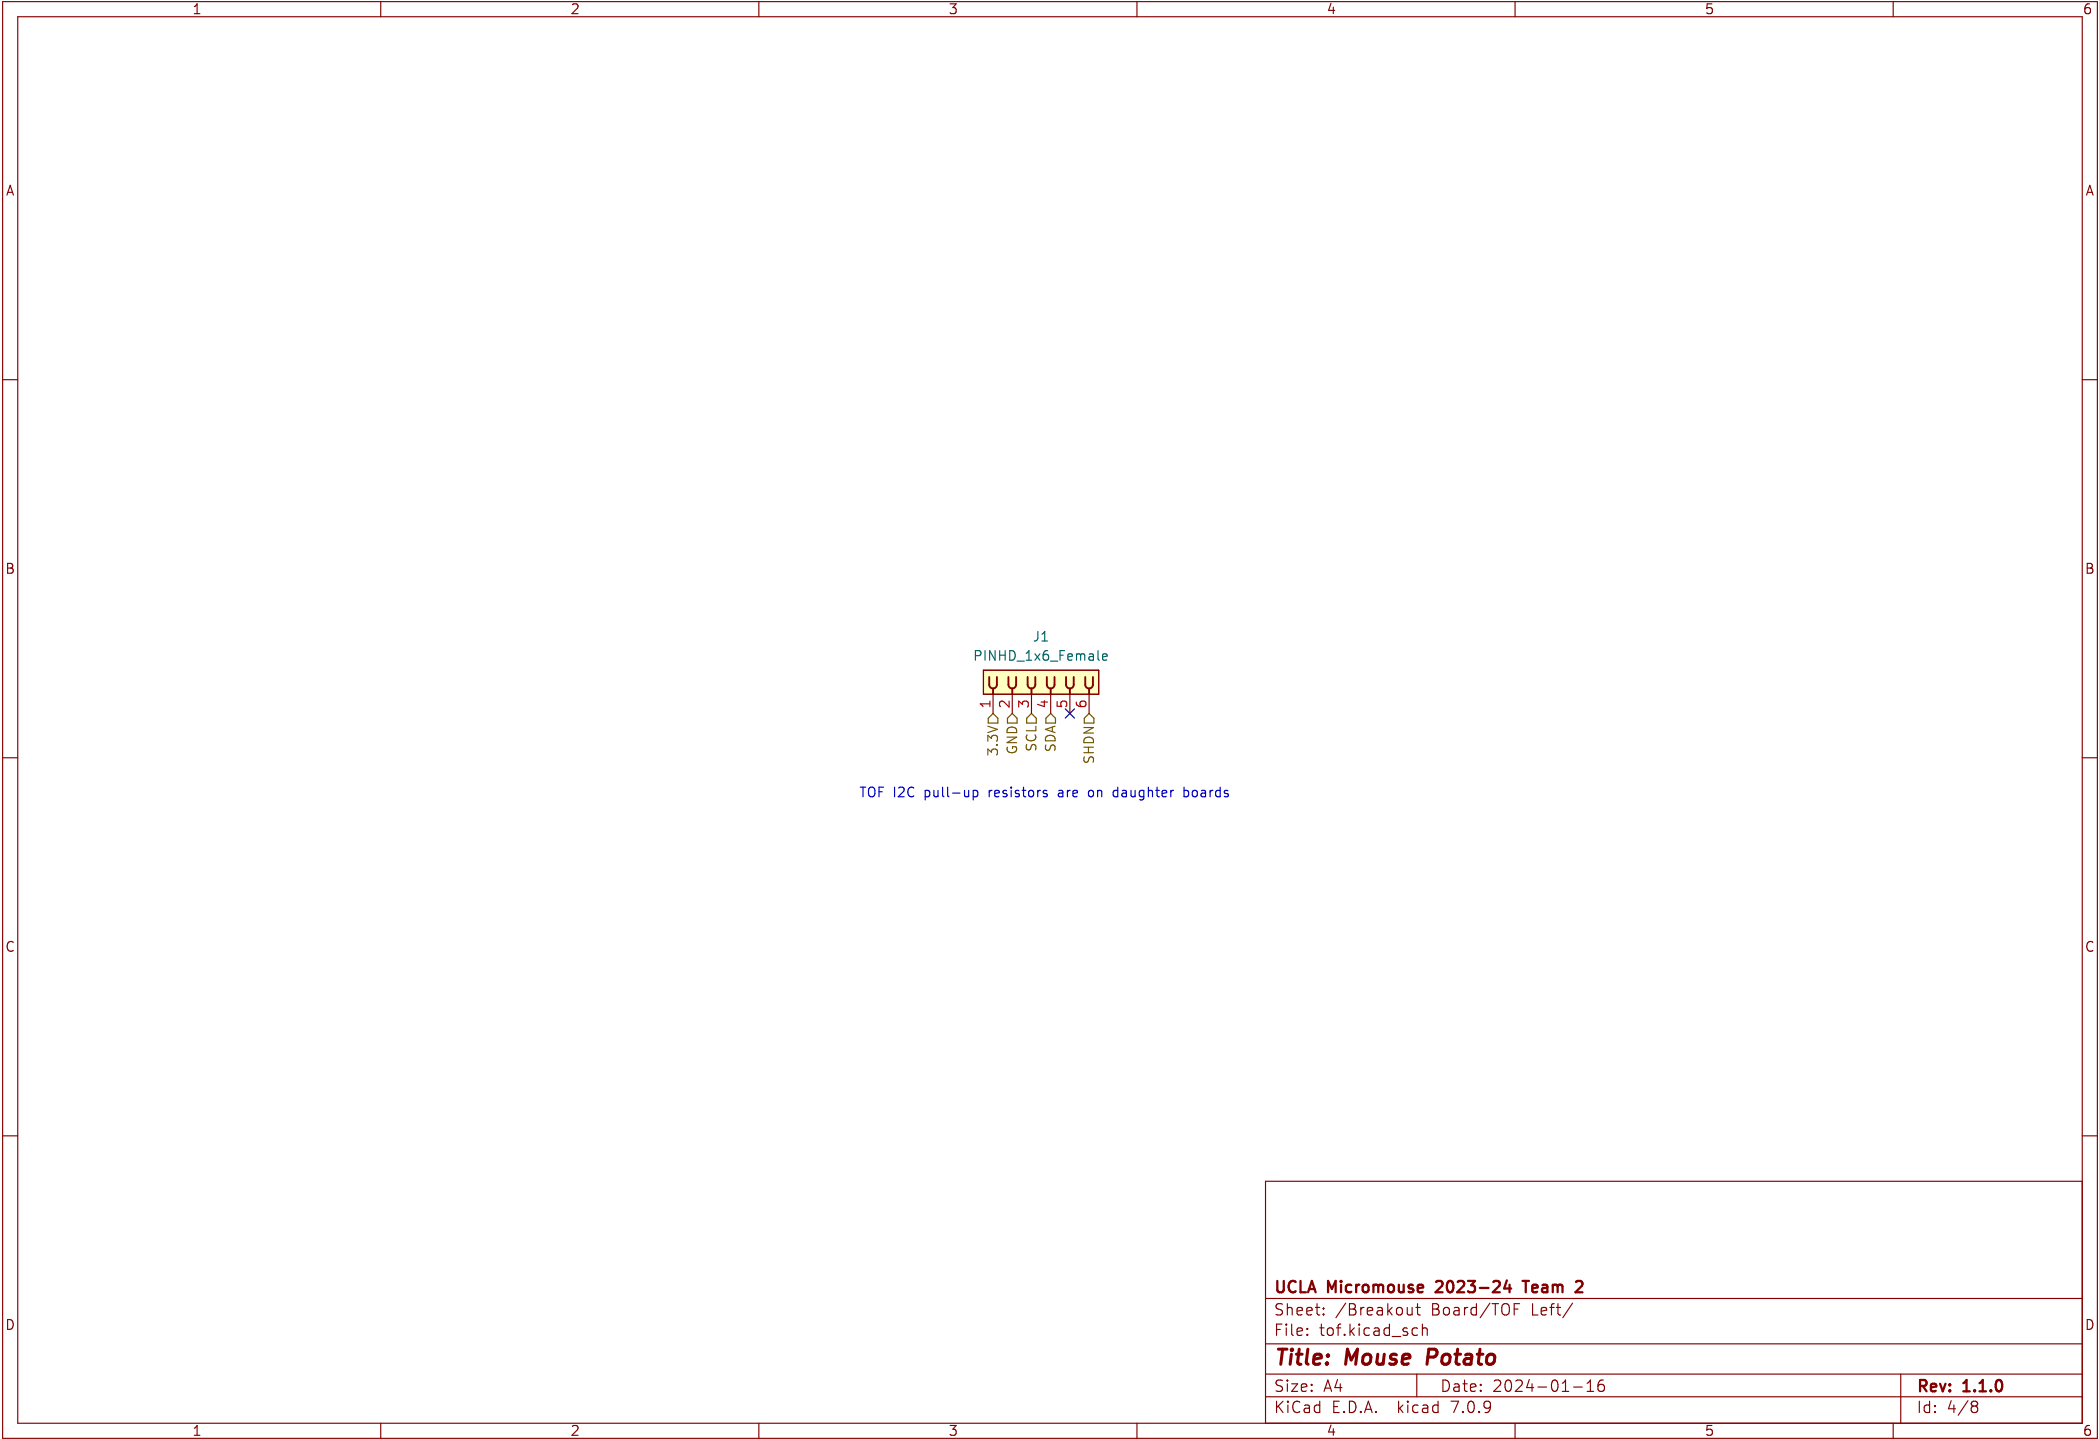 1 2 3 4 5 6
A A
B B
J1
PINHD_1x6_Female
1 2 3 4 5 6
3.3V GND SCL SDA SHDN
TOF I2C pull-up resistors are on daughter boards
C C
UCLA Micromouse 2023-24 Team 2
Sheet: /Breakout Board/TOF Left/
D D
File: tof.kicad_sch
Title: Mouse Potato
Size: A4 Date: 2024-01-16 Rev: 1.1.0
KiCad E.D.A. kicad 7.0.9 Id: 4/8
1 2 3 4 5 6